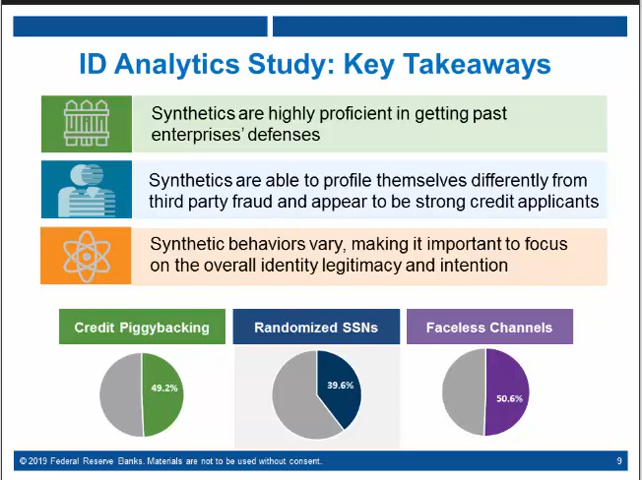 ID Analytics Study: Key Takeaways
Synthetics are highly proficient in getting past
enterprises' defenses
Synthetics are able to profile themselves differently from
third party fraud and appear to be strong credit applicants
Synthetic behaviors vary, making it important to focus
on the overall identity legitimacy and intention
Credit Piggybacking
Randomized SSNs
Faceless Channels
49.2%
39.6%
50.6%
© 2019 Federal Reserve Banks. Materials are not to be used without consent.
9